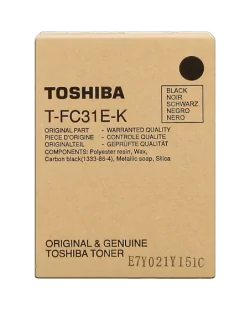 BLACK
NOIR
SCHWARZ
NEGRO
NERO
TOSHIBA
T-FC31E-K
ORIGINAL PART - WARRANTED QUALITY
PIECE D'ORIGINE - CONTROLE QUALITE
ORIGINALTEIL - GEPRÜFTE QUALITÄT
COMPONENTS: Polyester resin, Wax,
Carbon black(1333-86-4), Metallic soap, Silica
ORIGINAL & GENUINE
TOSHIBA TONER
E7Y021Y151C